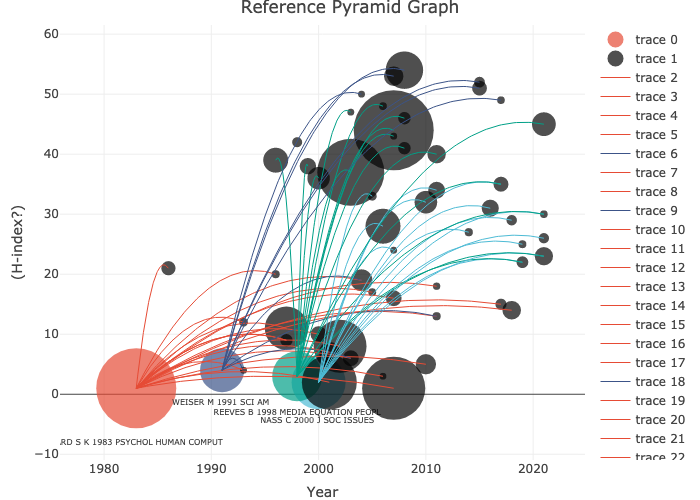 Reference Pyramid Graph
60
50
40
30
20
10
0
−10
(H-index?)
1980
1990
2000
2010
2020
Year
WEISER M 1991 SCI AM
REEVES B 1998 MEDIA EQUATION PEOPL
NASS C 2000 J SOC ISSUES
RD S K 1983 PSYCHOL HUMAN COMPUT
trace 0
trace 1
trace 2
trace 3
trace 4
trace 5
trace 6
trace 7
trace 8
trace 9
trace 10
trace 11
trace 12
trace 13
trace 14
trace 15
trace 16
trace 17
trace 18
trace 19
trace 20
trace 21
trace 22